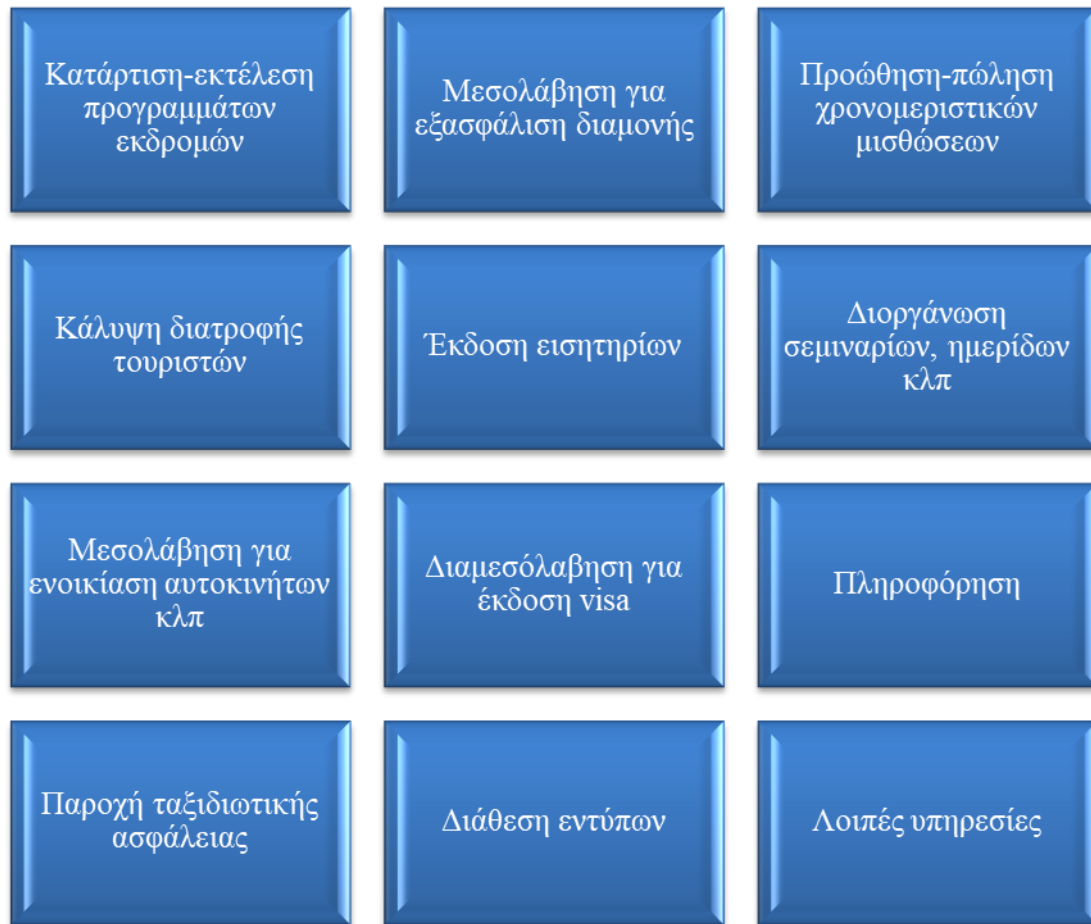 Κατάρτιση-εκτέλεση
προγραμμάτων
εκδρομών
Μεσολάβηση για
εξασφάλιση διαμονής
Προώθηση-πώληση
χρονομεριστικών
μισθώσεων
Κάλυψη διατροφής
τουριστών
Έκδοση εισητηρίων
Διοργάνωση
σεμιναρίων, ημερίδων
κλπ
Μεσολάβηση για
ενοικίαση αυτοκινήτων
κλπ
Διαμεσόλαβηση για
έκδοση visa
Πληροφόρηση
Παροχή ταξιδιωτικής
ασφάλειας
Διάθεση εντύπων
Λοιπές υπηρεσίες